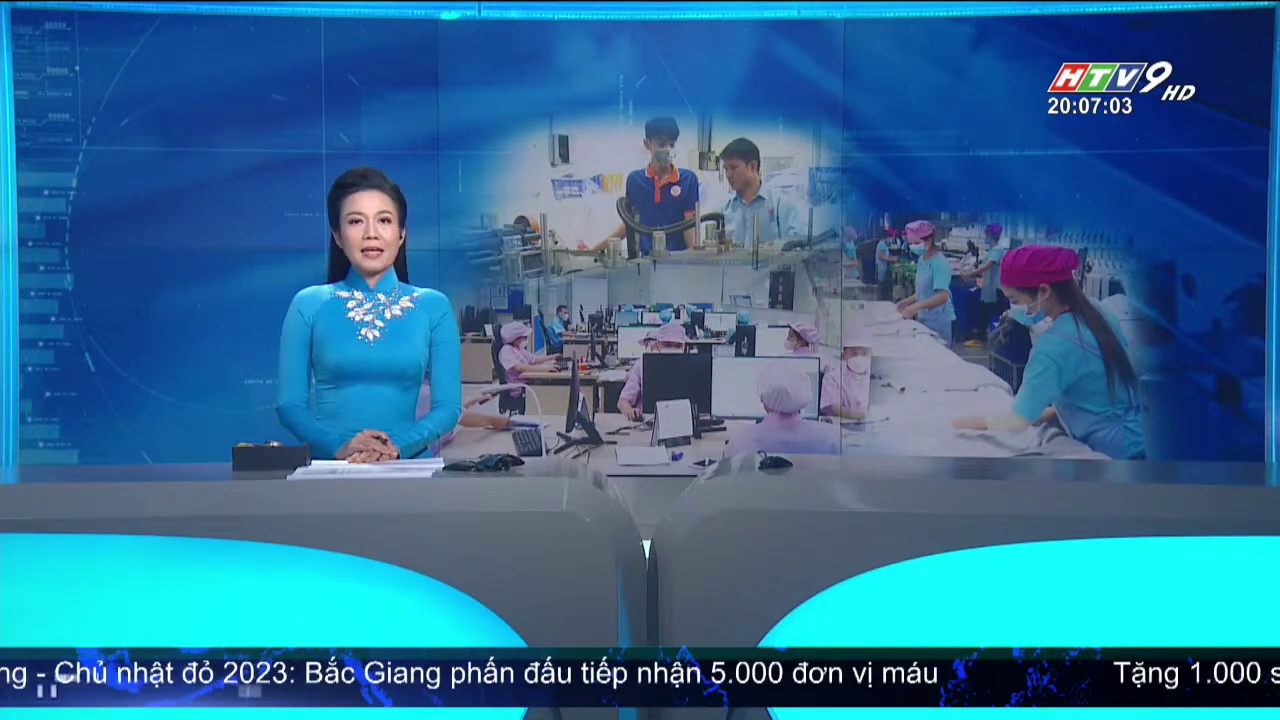 HTV9 HD
20:07:03
ng - Chủ nhật đỏ 2023: Bắc Giang phấn đấu tiếp nhận 5.000 đơn vị máu Tặng 1.000 s